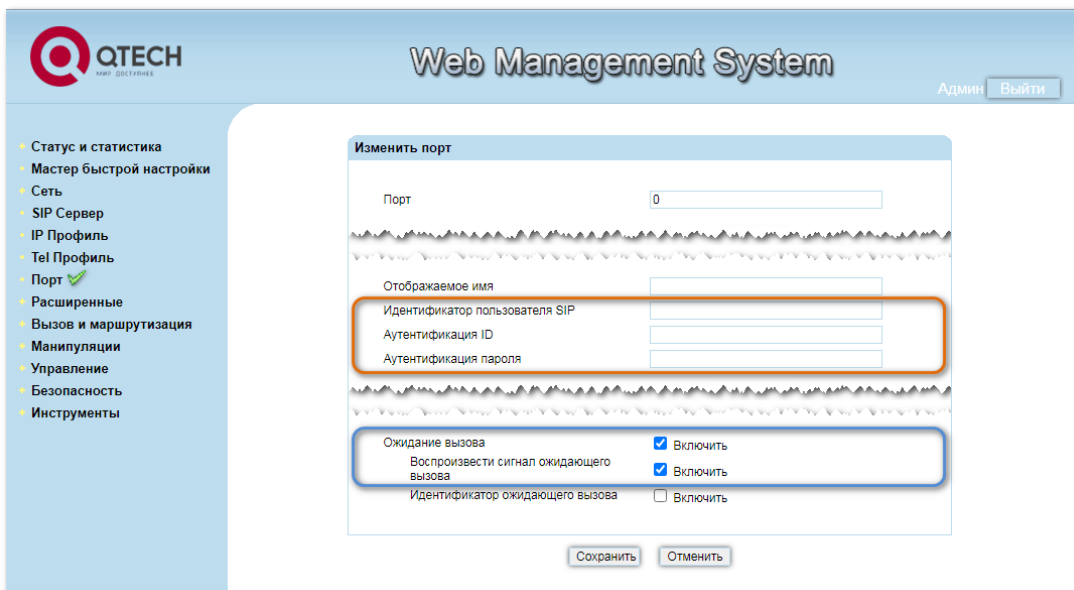 QTECH
МИР ДОСТУПНЕЕ
Web Management System
Админ Выйти
Статус и статистика
Мастер быстрой настройки
Сеть
SIP Сервер
IP Профиль
Tel Профиль
Порт
Расширенные
Вызов и маршрутизация
Манипуляции
Управление
Безопасность
Инструменты
Изменить порт
Порт 0
Отображаемое имя
Идентификатор пользователя SIP
Аутентификация ID
Аутентификация пароля
Ожидание вызова Включить
Воспроизвести сигнал ожидающего
вызова Включить
Идентификатор ожидающего вызова Включить
Сохранить Отменить